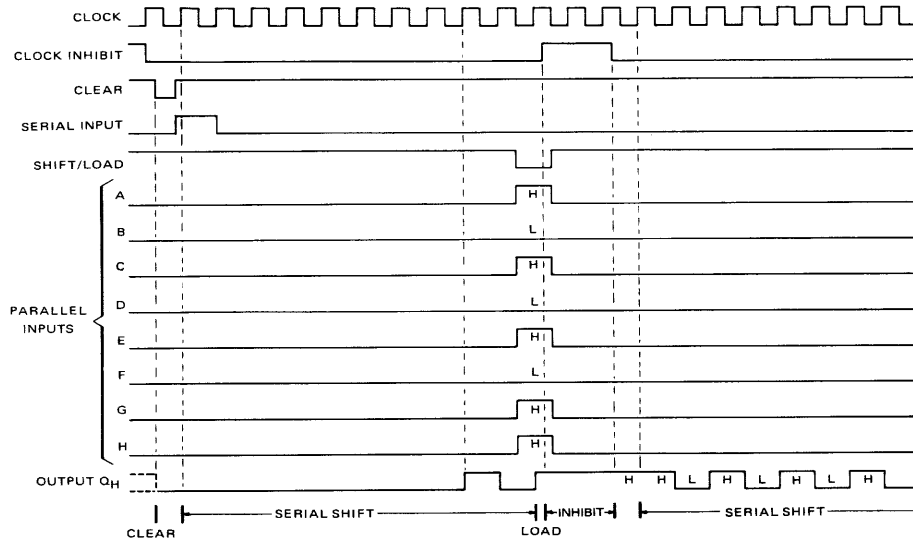 CLOCK
CLOCK INHIBIT
CLEAR
SERIAL INPUT
SHIFT/LOAD
A H
B L
C H
D L
PARALLEL INPUTS
E H
F L
G H
H H
OUTPUT QH H H L H L H L H
CLEAR SERIAL SHIFT LOAD INHIBIT SERIAL SHIFT